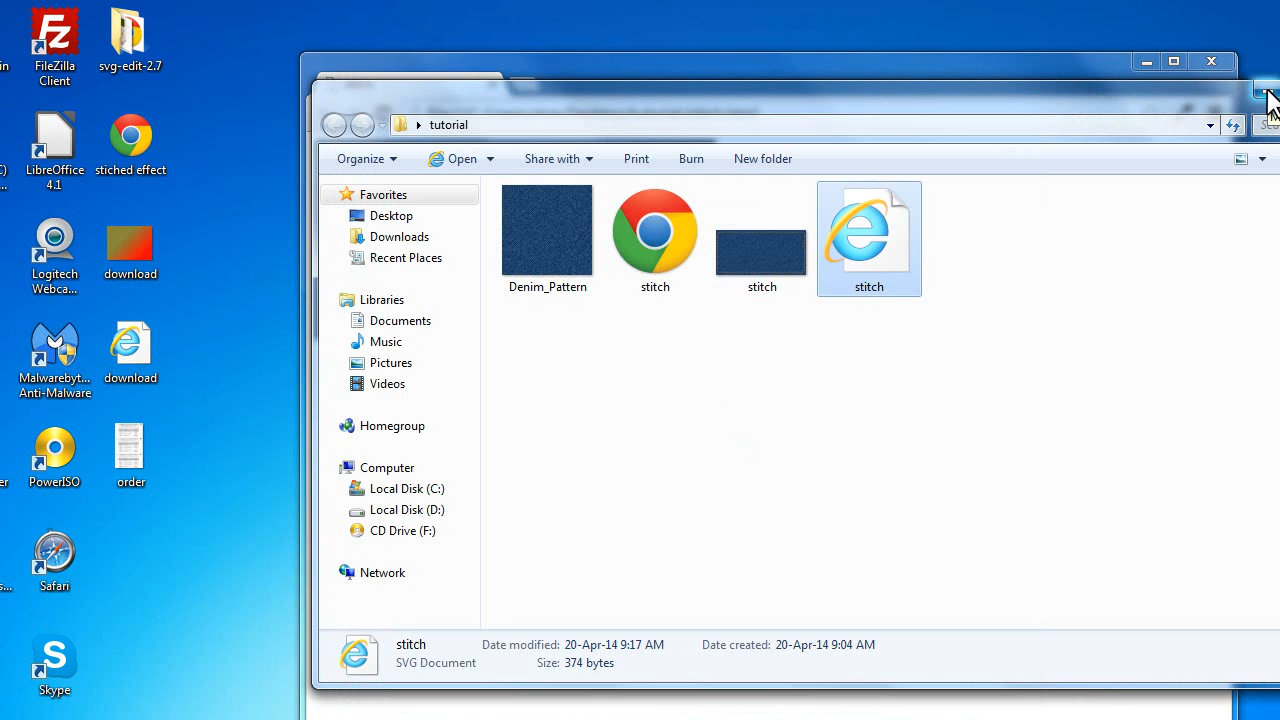 in
FileZilla
Client
svg-edit-2.7
C)
...
LibreOffice
4.1
stiched effect
Logitech
Webca...
download
Malwarebyt...
Anti-Malware
download
er
PowerISO
order
s...
Safari
S
Skype
tutorial
Organize
Open
Share with
Print
Burn
New folder
Favorites
Desktop
Downloads
Recent Places
Libraries
Documents
Music
Pictures
Videos
Homegroup
Computer
Local Disk (C:)
Local Disk (D:)
CD Drive (F:)
Network
Denim_Pattern
stitch
stitch
stitch
stitch
SVG Document
Date modified: 20-Apr-14 9:17 AM
Size: 374 bytes
Date created: 20-Apr-14 9:04 AM